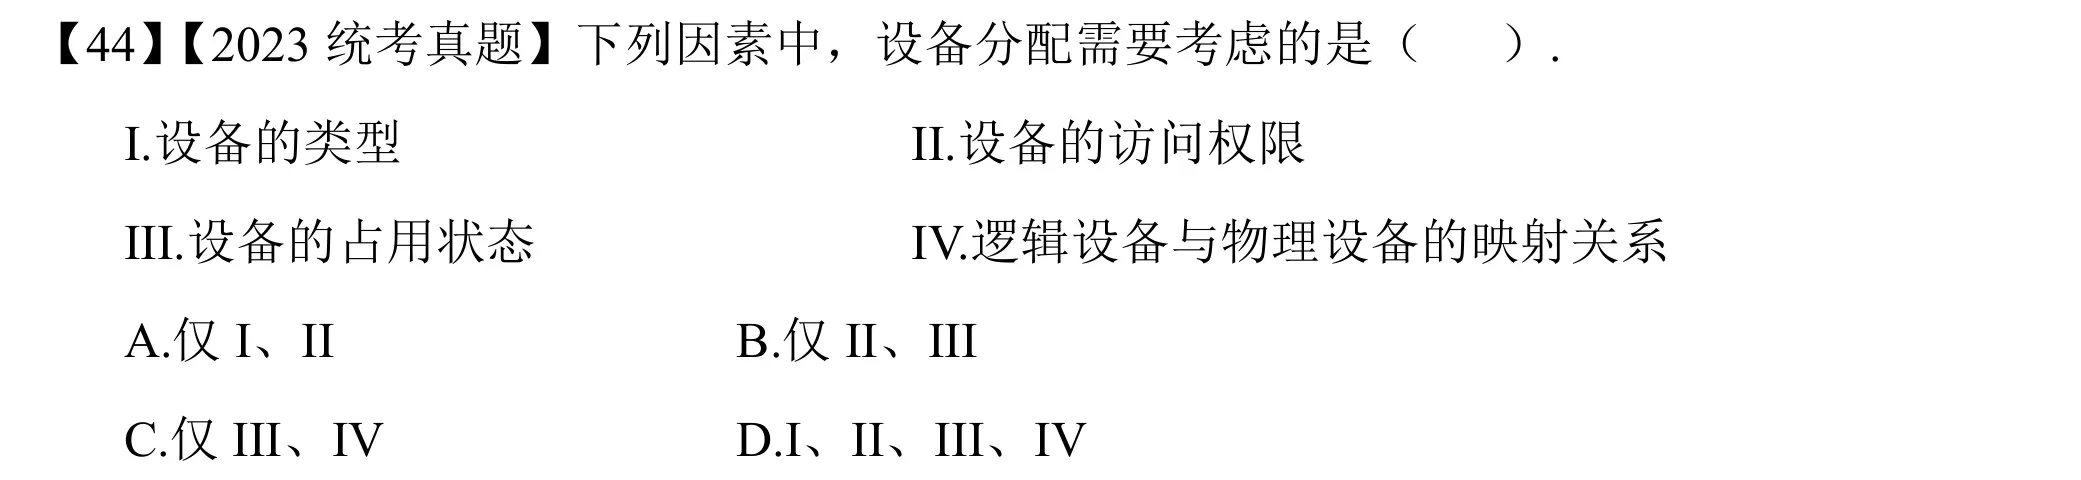 【44】【2023 统考真题】下列因素中，设备分配需要考虑的是（　　）.
I.设备的类型　　II.设备的访问权限
III.设备的占用状态　　IV.逻辑设备与物理设备的映射关系
A.仅 I、II　　B.仅 II、III
C.仅 III、IV　　D.I、II、III、IV